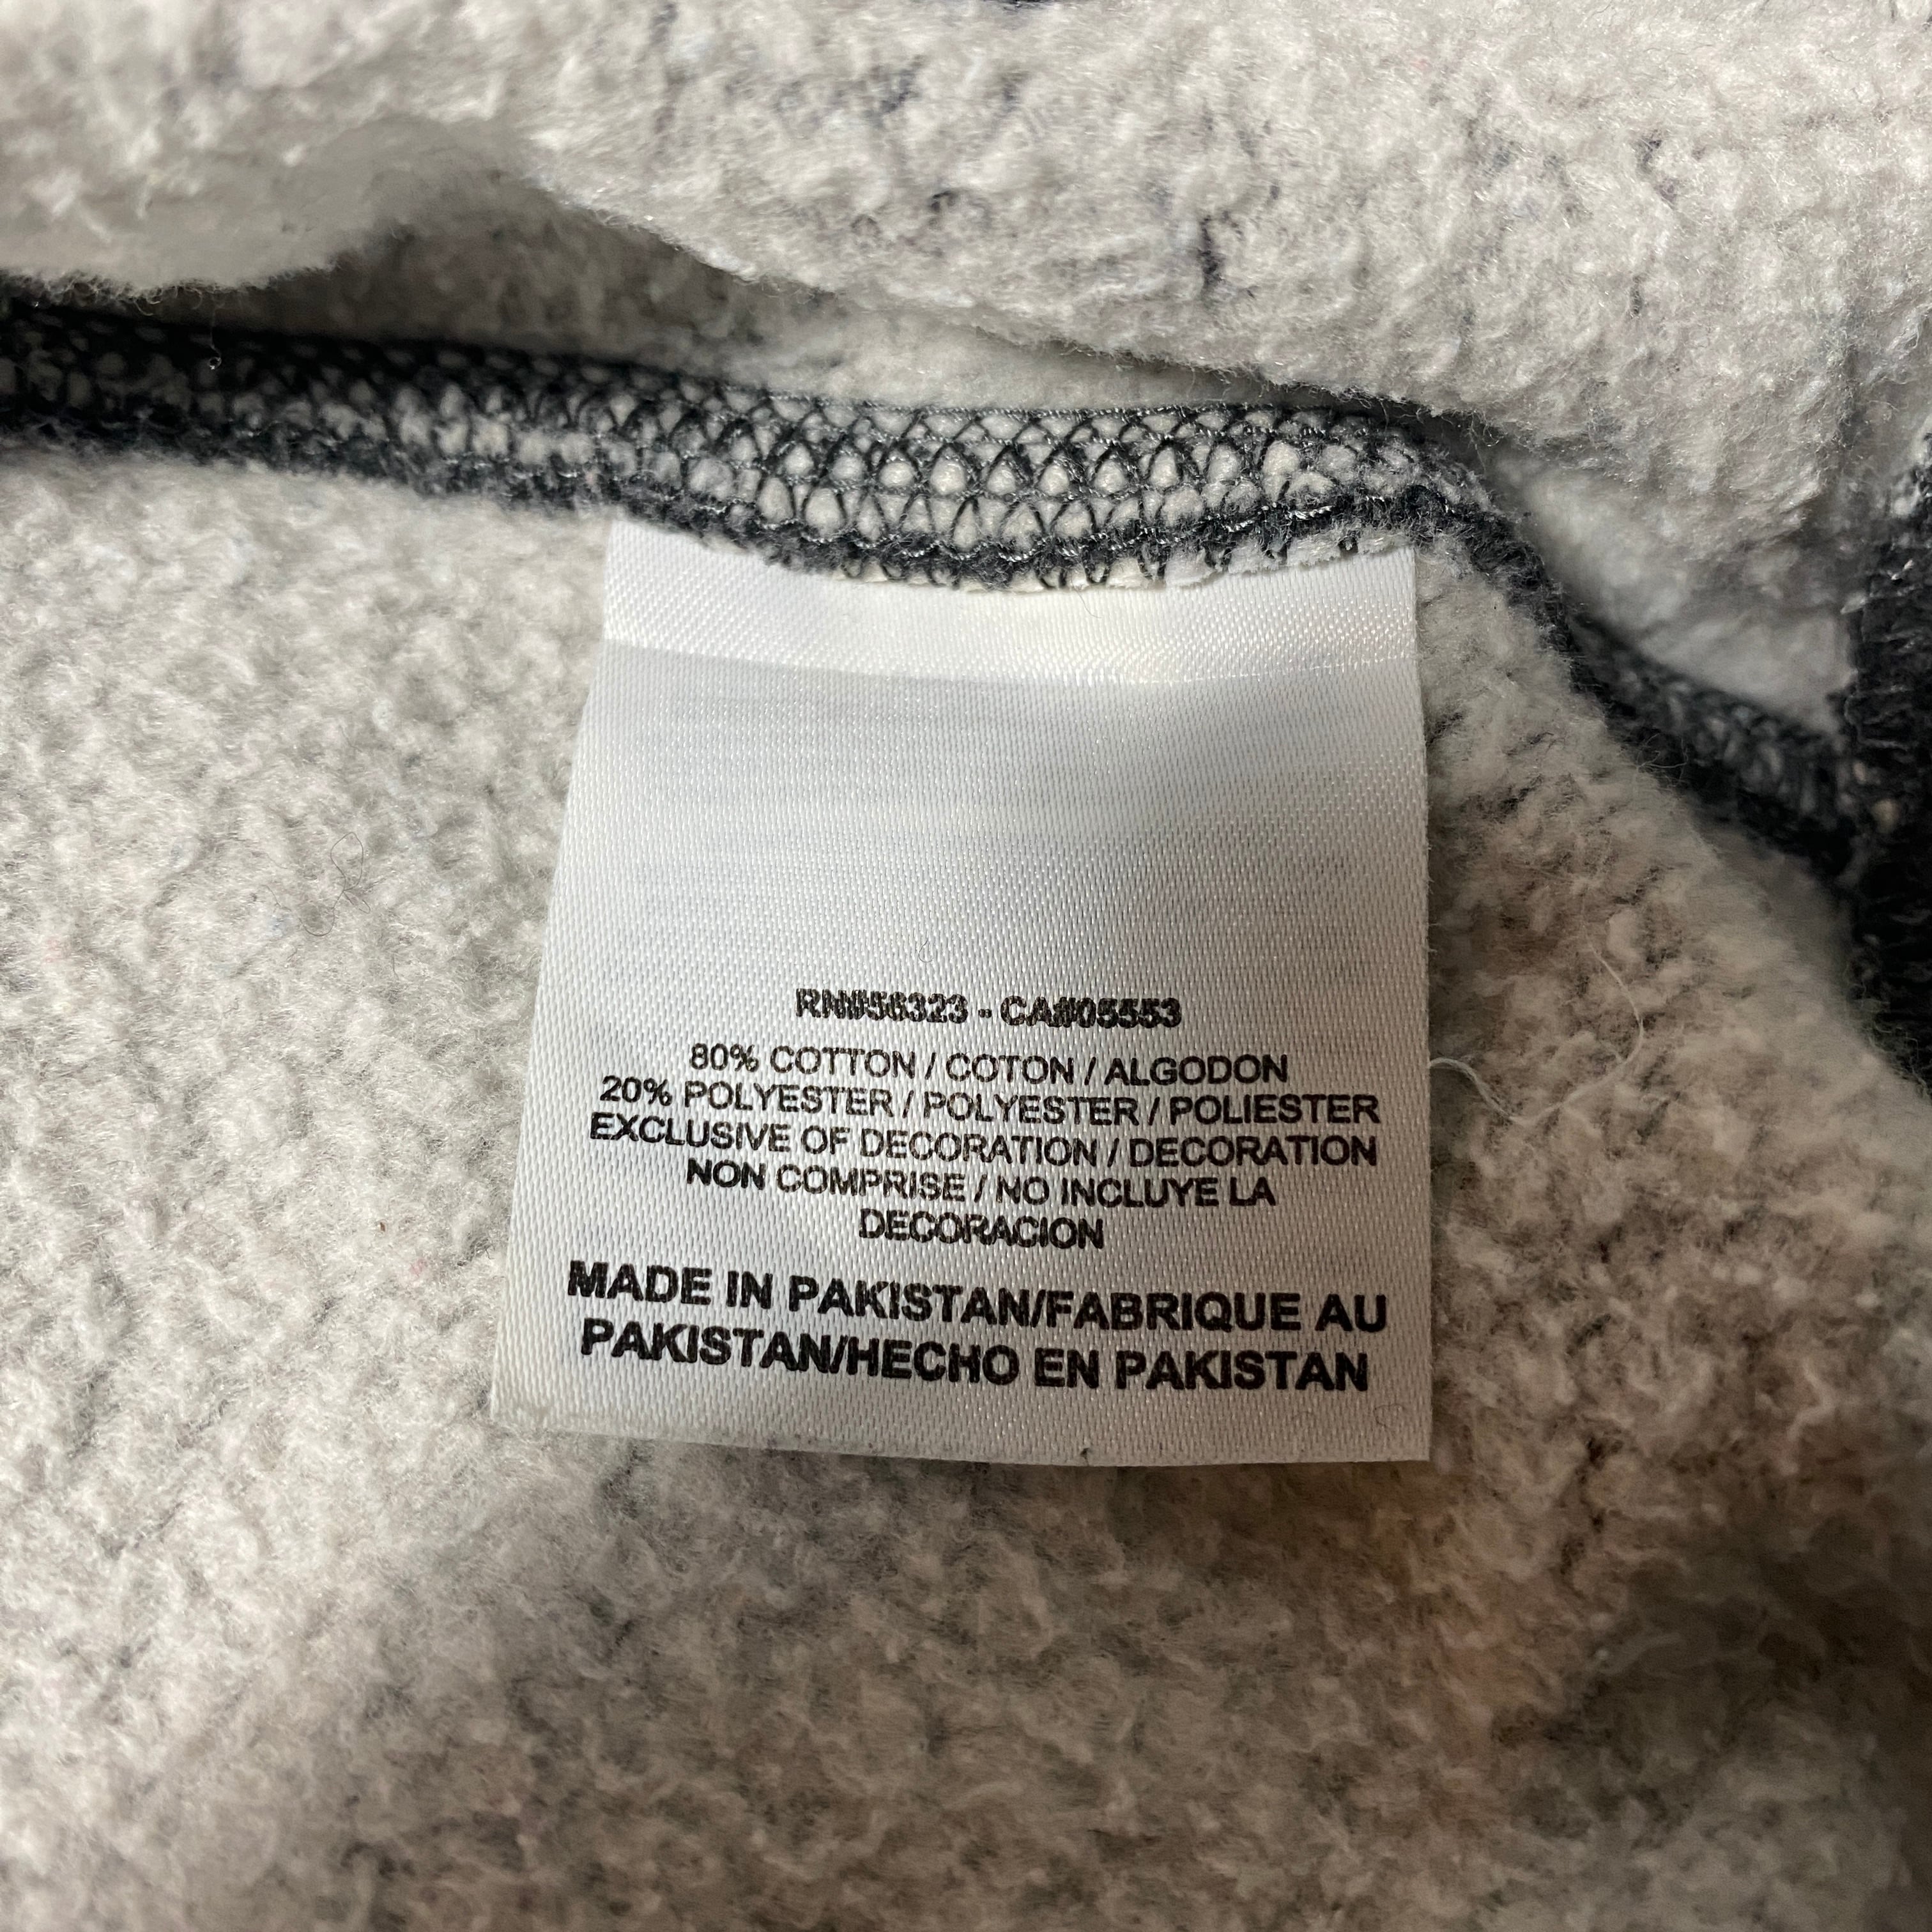 RN#56323 - CA#05553
80% COTTON / COTON / ALGODON
20% POLYESTER / POLYESTER / POLIESTER
EXCLUSIVE OF DECORATION / DECORATION
NON COMPRISE / NO INCLUYE LA
DECORACION
MADE IN PAKISTAN/FABRIQUE AU
PAKISTAN/HECHO EN PAKISTAN